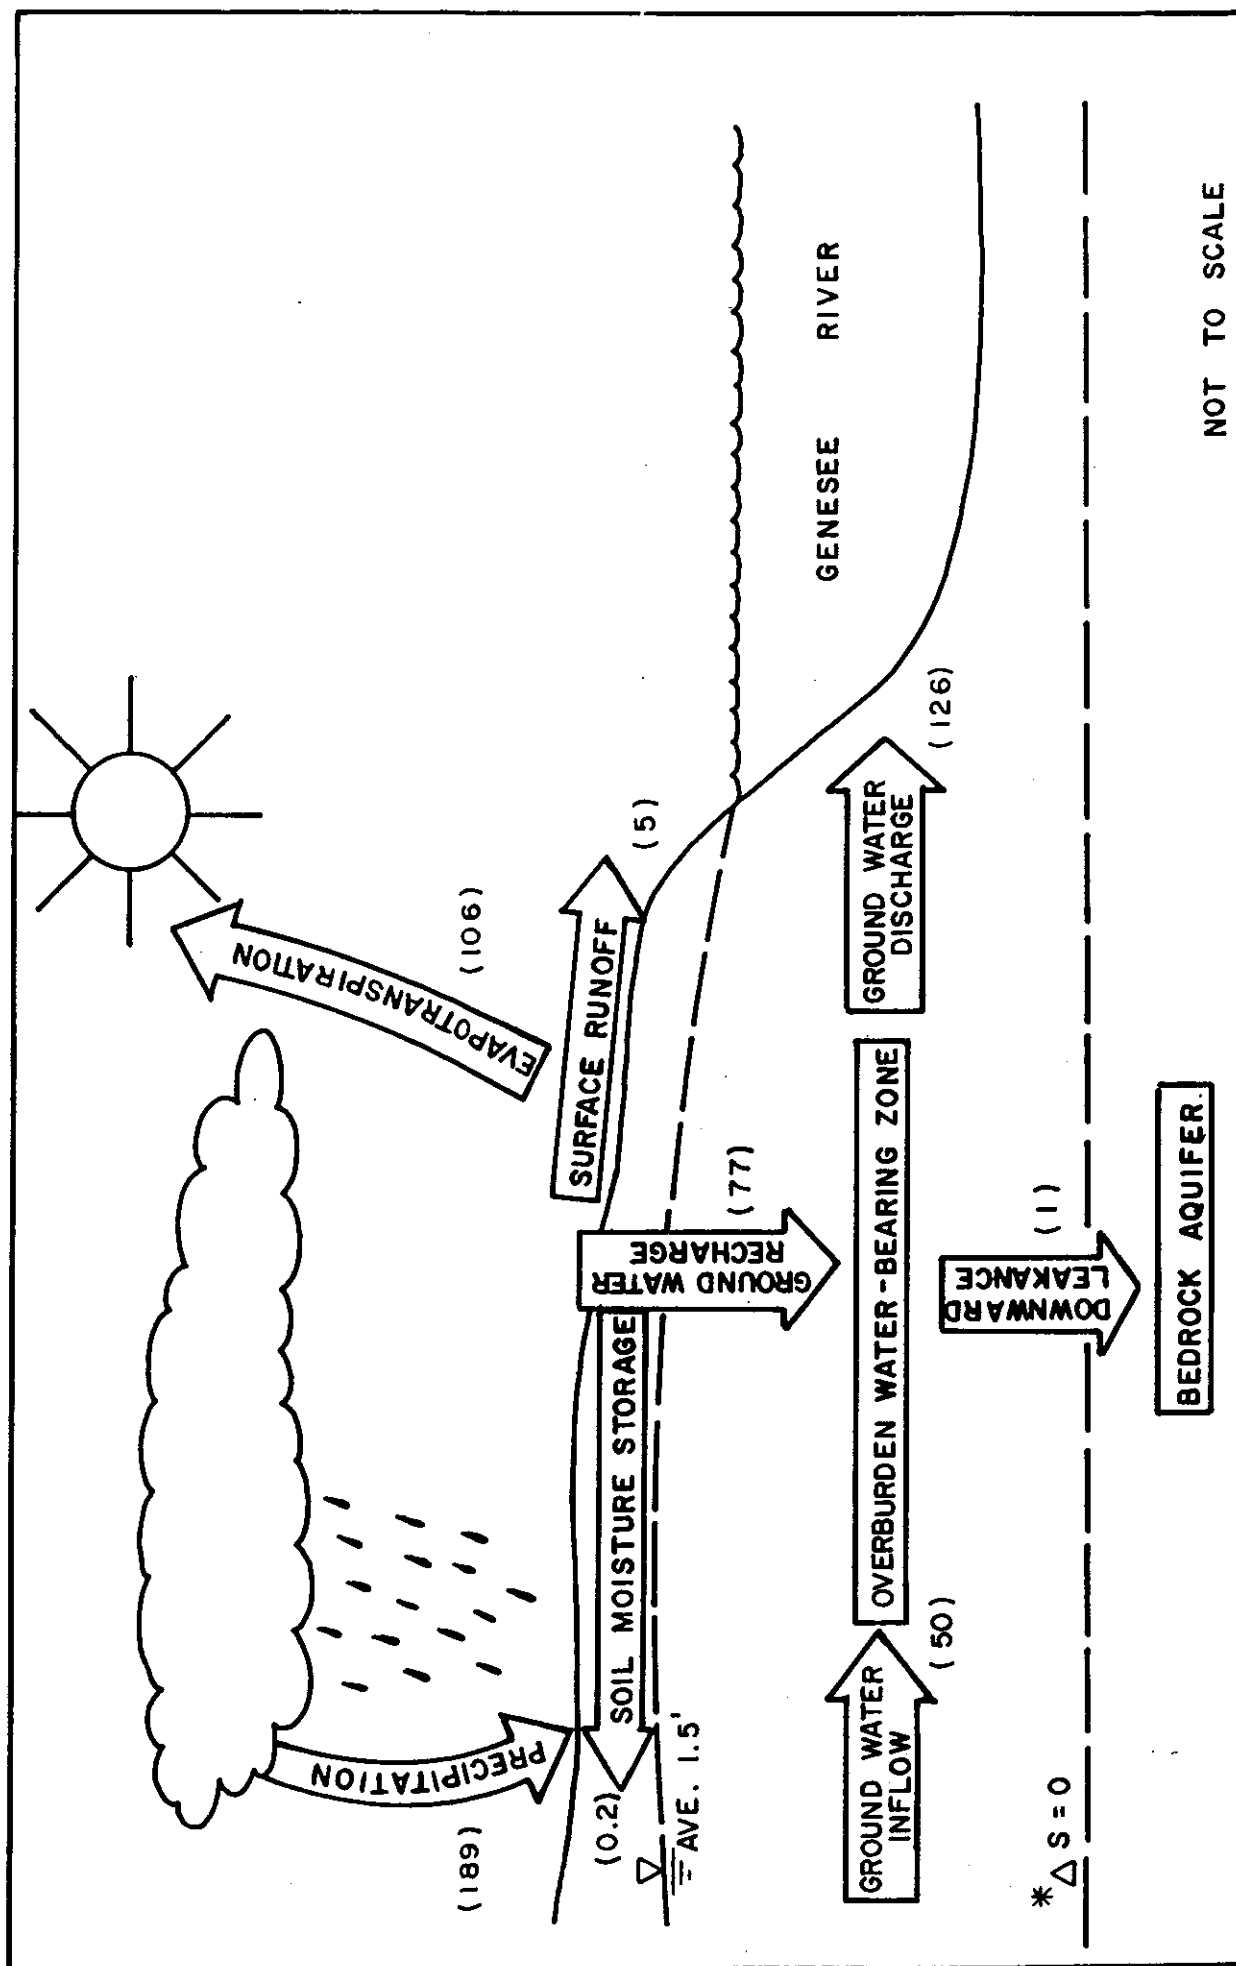 (189)
PRECIPITATION
EVAPOTRANSPIRATION
(106)
SURFACE RUNOFF
(5)
(0.2)
SOIL MOISTURE STORAGE
AVE. 1.5'
GROUND WATER
RECHARGE
(77)
GENESEE RIVER
GROUND WATER
INFLOW
(50)
OVERBURDEN WATER-BEARING ZONE
GROUND WATER
DISCHARGE
(126)
DOWNWARD
LEAKANCE
(1)
* △ S = 0
BEDROCK AQUIFER.
NOT TO SCALE